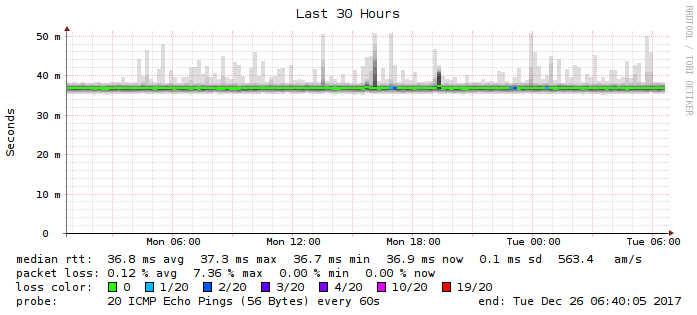 Last 30 Hours
RRDTOOL / TOBI OETIKER
Seconds
50 m
40 m
30 m
20 m
10 m
0
Mon 06:00 Mon 12:00 Mon 18:00 Tue 00:00 Tue 06:00
median rtt: 36.8 ms avg 37.3 ms max 36.7 ms min 36.9 ms now 0.1 ms sd 563.4 am/s
packet loss: 0.12 % avg 7.36 % max 0.00 % min 0.00 % now
loss color: 0 1/20 2/20 3/20 4/20 10/20 19/20
probe: 20 ICMP Echo Pings (56 Bytes) every 60s end: Tue Dec 26 06:40:05 2017